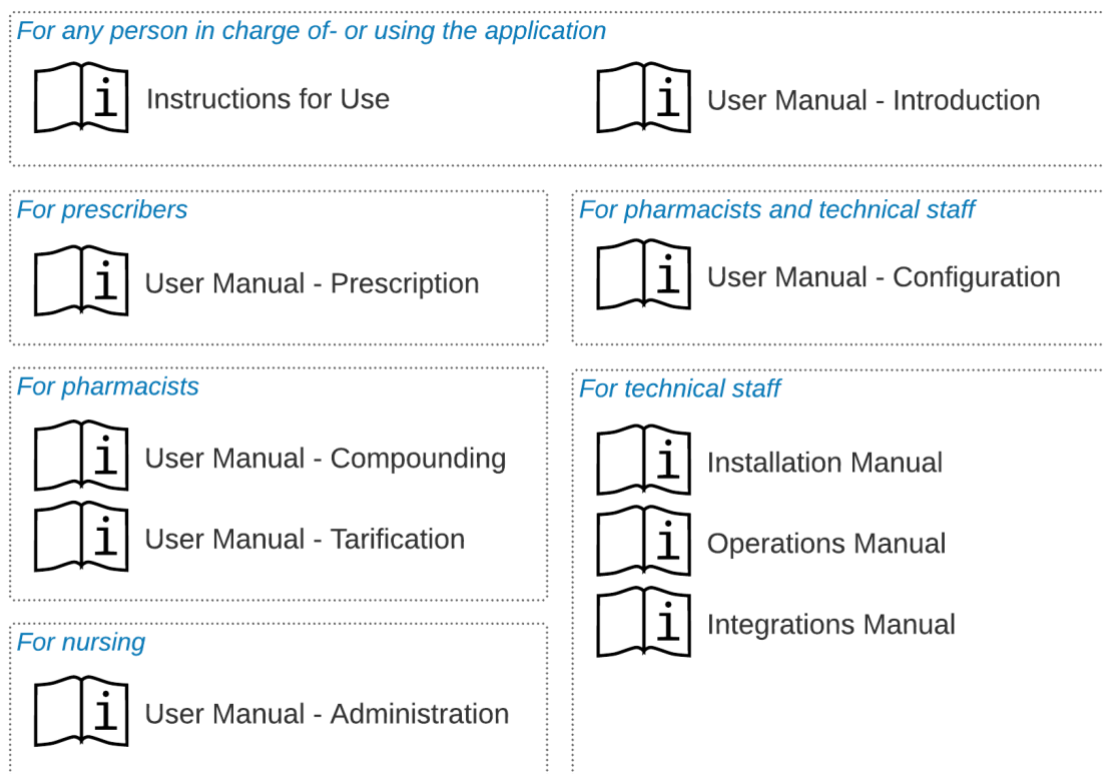 For any person in charge of- or using the application
Instructions for Use
User Manual - Introduction
For prescribers
User Manual - Prescription
For pharmacists and technical staff
User Manual - Configuration
For pharmacists
User Manual - Compounding
User Manual - Tarification
For technical staff
Installation Manual
Operations Manual
Integrations Manual
For nursing
User Manual - Administration